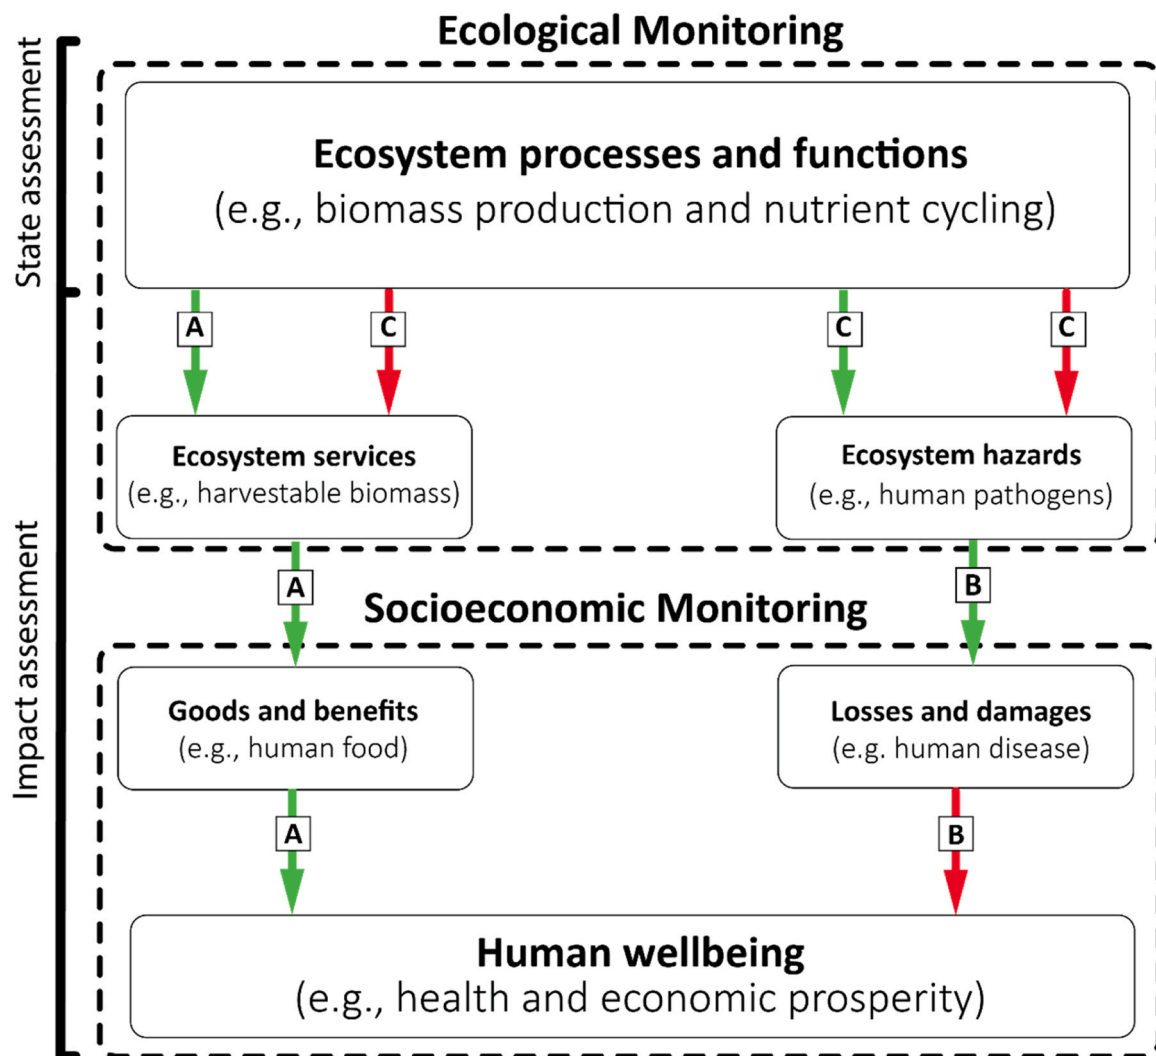 Ecological Monitoring
State assessment
Ecosystem processes and functions
(e.g., biomass production and nutrient cycling)
A
C
C
C
Ecosystem services
(e.g., harvestable biomass)
Ecosystem hazards
(e.g., human pathogens)
Impact assessment
A
B
Socioeconomic Monitoring
Goods and benefits
(e.g., human food)
Losses and damages
(e.g. human disease)
A
B
Human wellbeing
(e.g., health and economic prosperity)